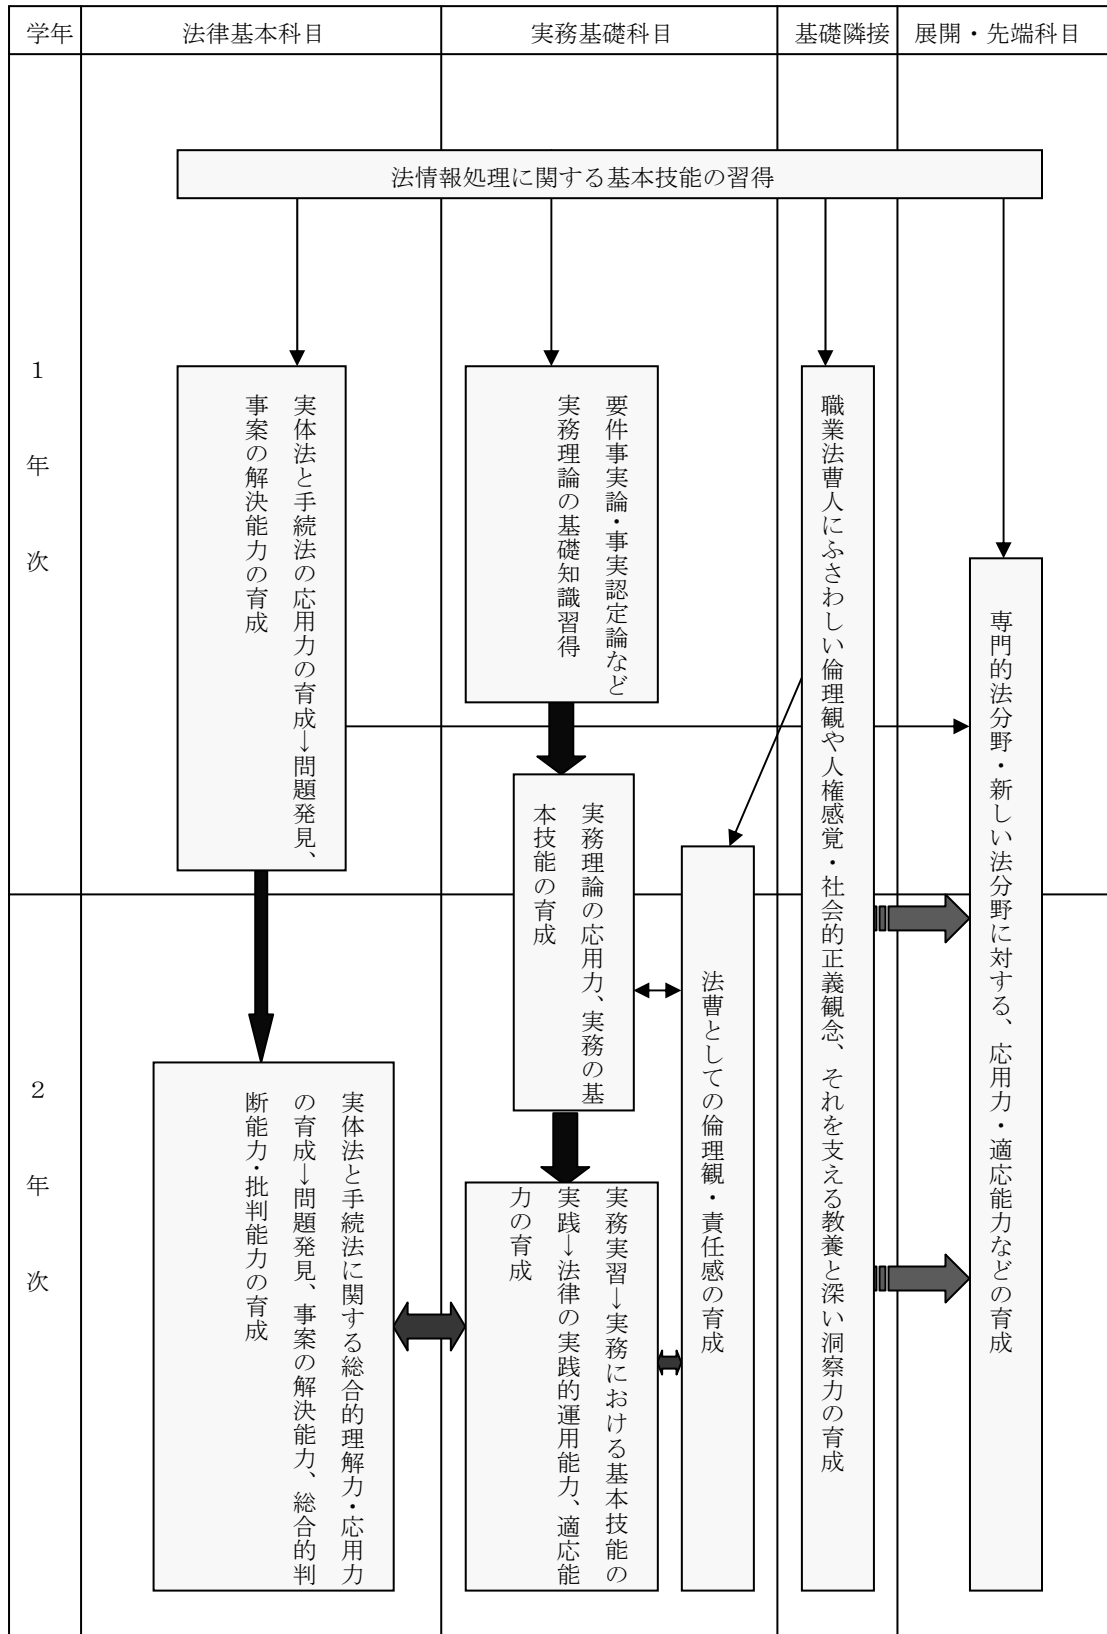 学年
法律基本科目
実務基礎科目
基礎隣接
展開・先端科目
法情報処理に関する基本技能の習得
1年次
実体法と手続法の応用力の育成→問題発見、
事案の解決能力の育成
要件事実論・事実認定論など
実務理論の基礎知識習得
職業法曹人にふさわしい倫理観や人権感覚・社会的正義観念、それを支える教養と深い洞察力の育成
専門的法分野・新しい法分野に対する、応用力・適応能力などの育成
実務理論の応用力、実務の基
本技能の育成
法曹としての倫理観・責任感の育成
2年次
実体法と手続法に関する総合的理解力・応用力
の育成→問題発見、事案の解決能力、総合的判
断能力・批判能力の育成
実務実習→実務における基本技能の
実践→法律の実践的運用能力、適応能
力の育成